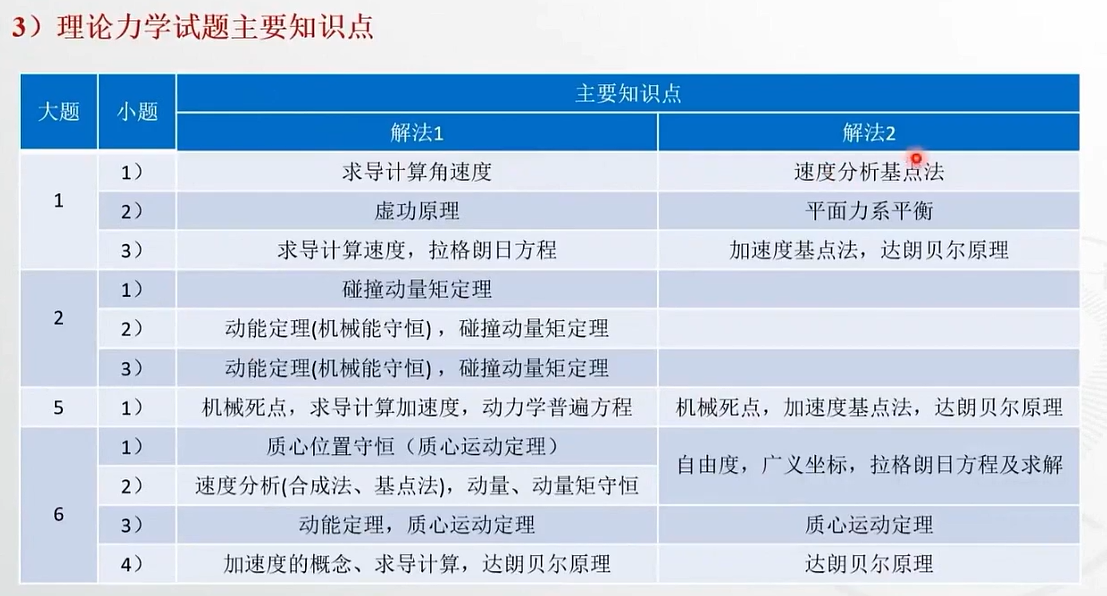 3）理论力学试题主要知识点
大题 小题 主要知识点
解法1 解法2
1 1） 求导计算角速度 速度分析基点法
2） 虚功原理 平面力系平衡
3） 求导计算速度，拉格朗日方程 加速度基点法，达朗贝尔原理
2 1） 碰撞动量矩定理
2） 动能定理(机械能守恒) ，碰撞动量矩定理
3） 动能定理(机械能守恒) ，碰撞动量矩定理
5 1） 机械死点，求导计算加速度，动力学普遍方程 机械死点，加速度基点法，达朗贝尔原理
6 1） 质心位置守恒（质心运动定理） 自由度，广义坐标，拉格朗日方程及求解
2） 速度分析(合成法、基点法)，动量、动量矩守恒
3） 动能定理，质心运动定理 质心运动定理
4） 加速度的概念、求导计算，达朗贝尔原理 达朗贝尔原理